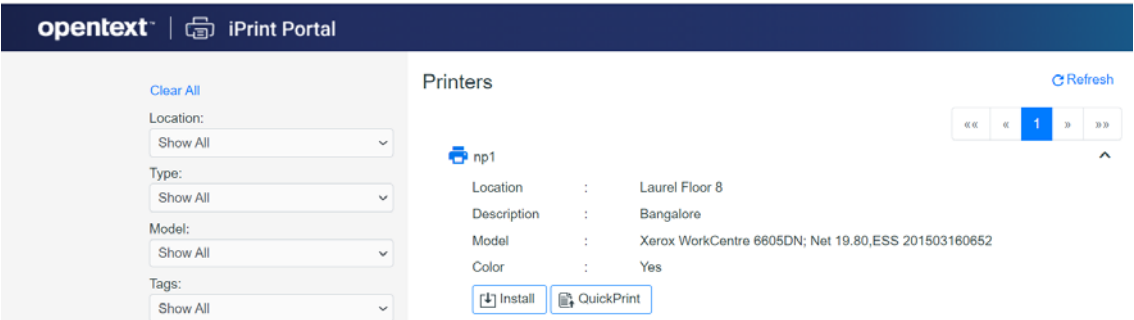 opentext™ | iPrint Portal
Clear All
Location:
Show All
Type:
Show All
Model:
Show All
Tags:
Show All
Printers
Refresh
«« « 1 » »»
np1
Location : Laurel Floor 8
Description : Bangalore
Model : Xerox WorkCentre 6605DN; Net 19.80,ESS 201503160652
Color : Yes
Install QuickPrint